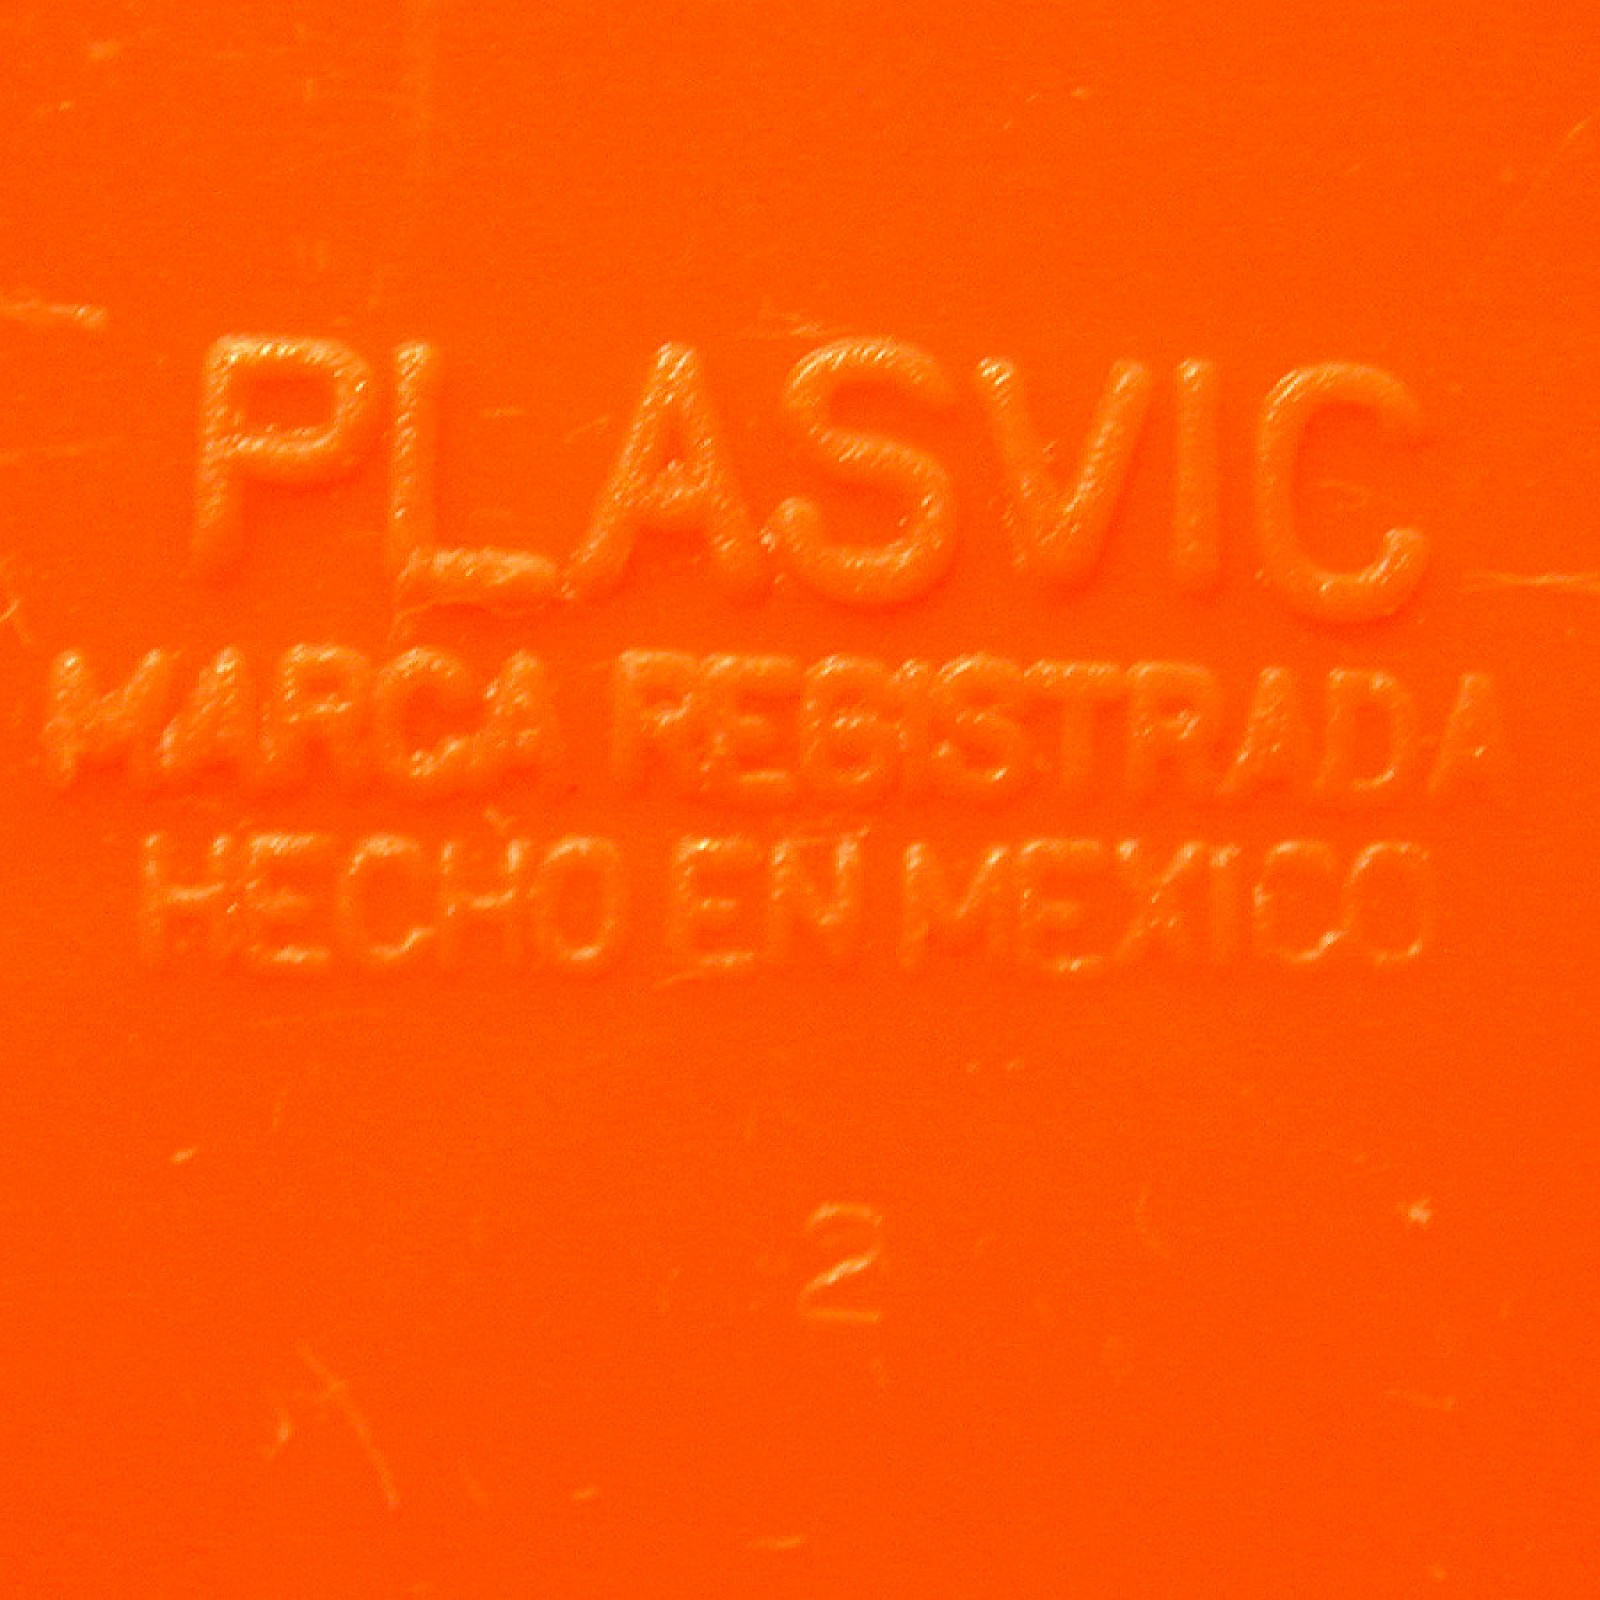 PLASVIC
MARCA REGISTRADA
HECHO EN MEXICO
2